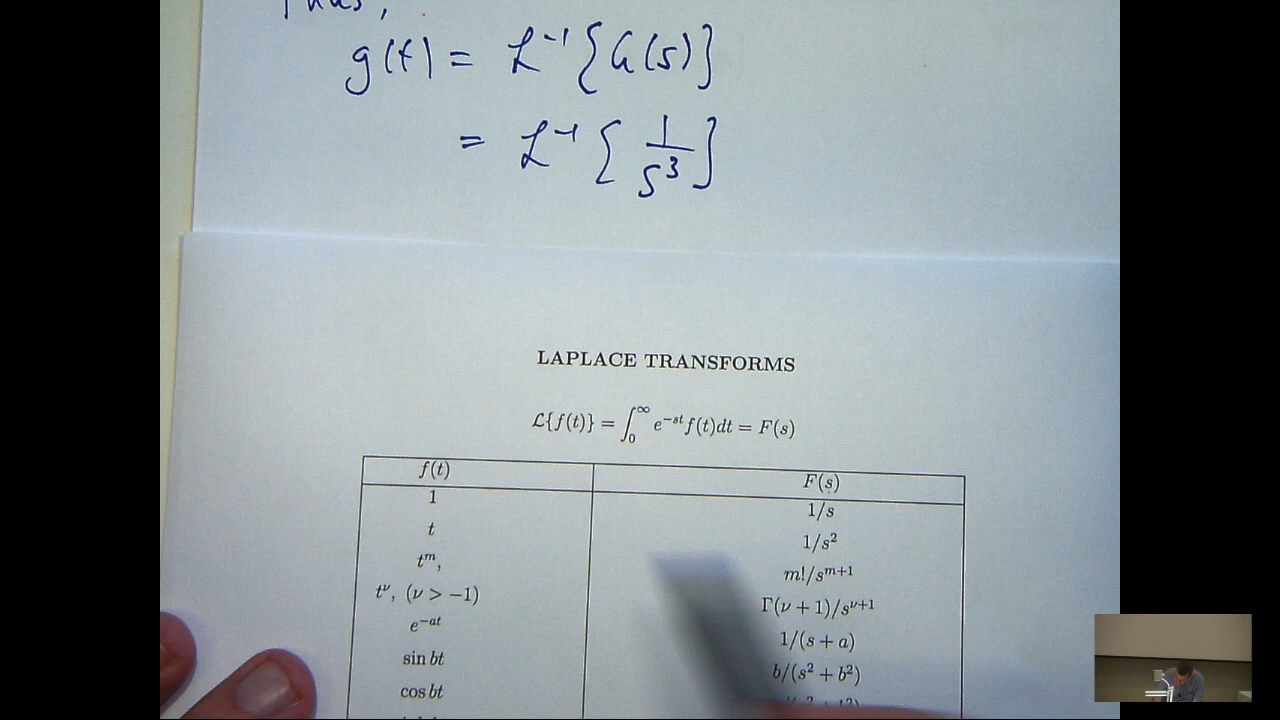 Thus,
g(t) = ℒ⁻¹ {G(s)}
= ℒ⁻¹ { 1/s³ }
LAPLACE TRANSFORMS
ℒ{f(t)} = ∫₀^∞ e^{-st} f(t)dt = F(s)
f(t) F(s)
1 1/s
t 1/s²
t^m, m!/s^{m+1}
t^ν, (ν > −1) Γ(ν + 1)/s^{ν+1}
e^{-at} 1/(s + a)
sin bt b/(s² + b²)
cos bt